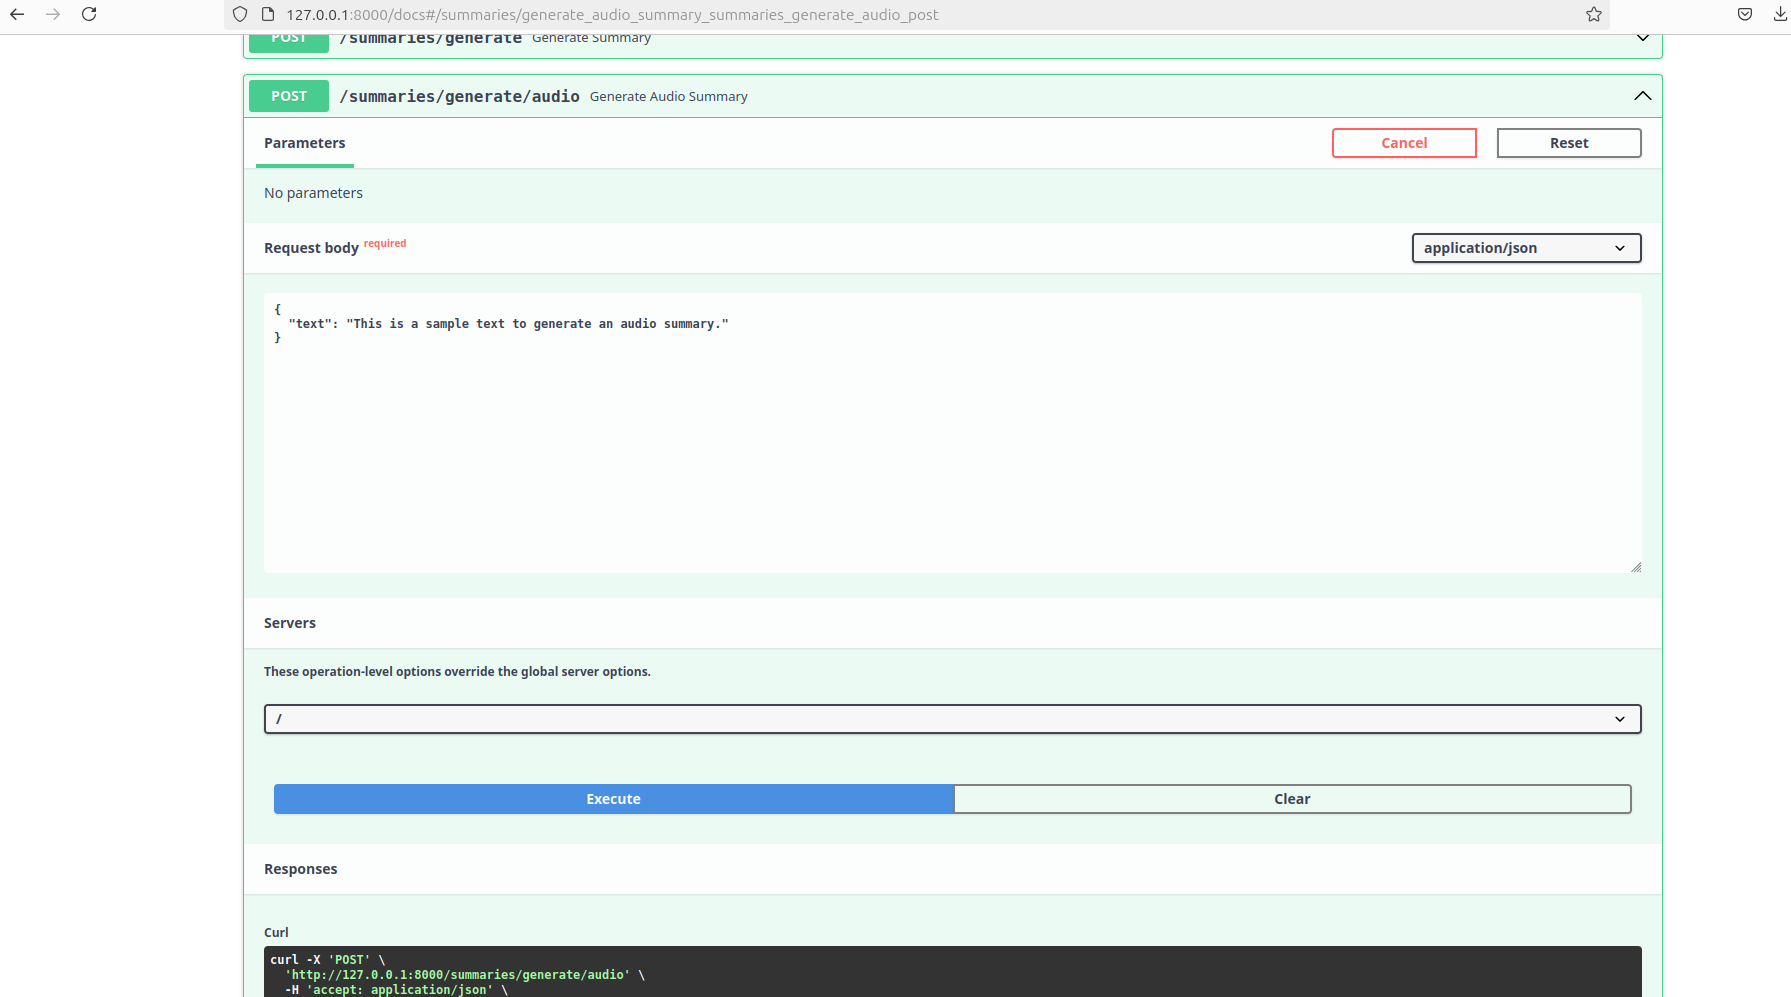 127.0.0.1:8000/docs#/summaries/generate_audio_summary_summaries_generate_audio_post
POST /summaries/generate Generate Summary
POST /summaries/generate/audio Generate Audio Summary
Parameters Cancel Reset
No parameters
Request body required application/json
{
"text": "This is a sample text to generate an audio summary."
}
Servers
These operation-level options override the global server options.
/
Execute Clear
Responses
Curl
curl -X 'POST' \
'http://127.0.0.1:8000/summaries/generate/audio' \
-H 'accept: application/json' \